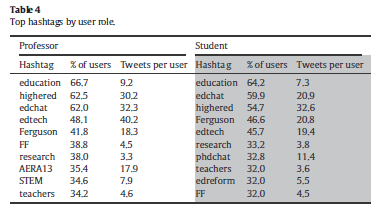 Table 4
Top hashtags by user role.
Professor Student
Hashtag % of users Tweets per user Hashtag % of users Tweets per user
education 66.7 9.2 education 64.2 7.3
highered 62.5 30.2 edchat 59.9 20.9
edchat 62.0 32.3 highered 54.7 32.6
edtech 48.1 40.2 Ferguson 46.6 20.8
Ferguson 41.8 18.3 edtech 45.7 19.4
FF 38.8 4.5 research 33.2 3.8
research 38.0 3.3 phdchat 32.8 11.4
AERA13 35.4 17.9 teachers 32.0 3.6
STEM 34.6 7.9 edreform 32.0 5.5
teachers 34.2 4.6 FF 32.0 4.5